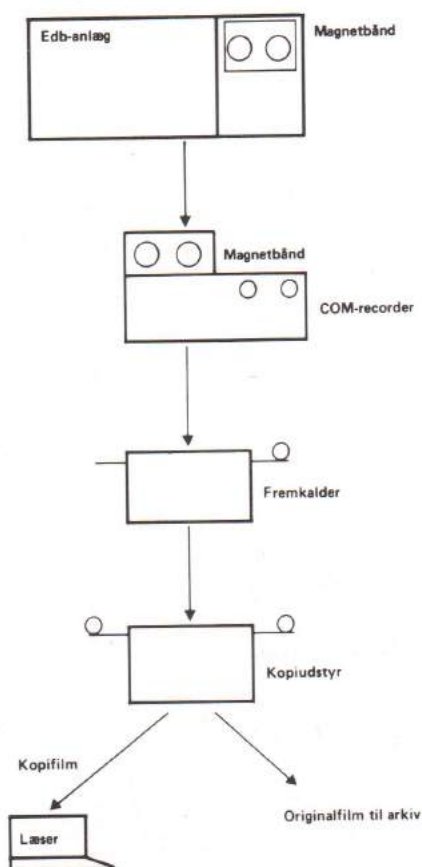 Edb-anlæg
Magnetbånd
Magnetbånd
COM-recorder
Fremkalder
Kopiudstyr
Kopifilm
Originalfilm til arkiv
Læser